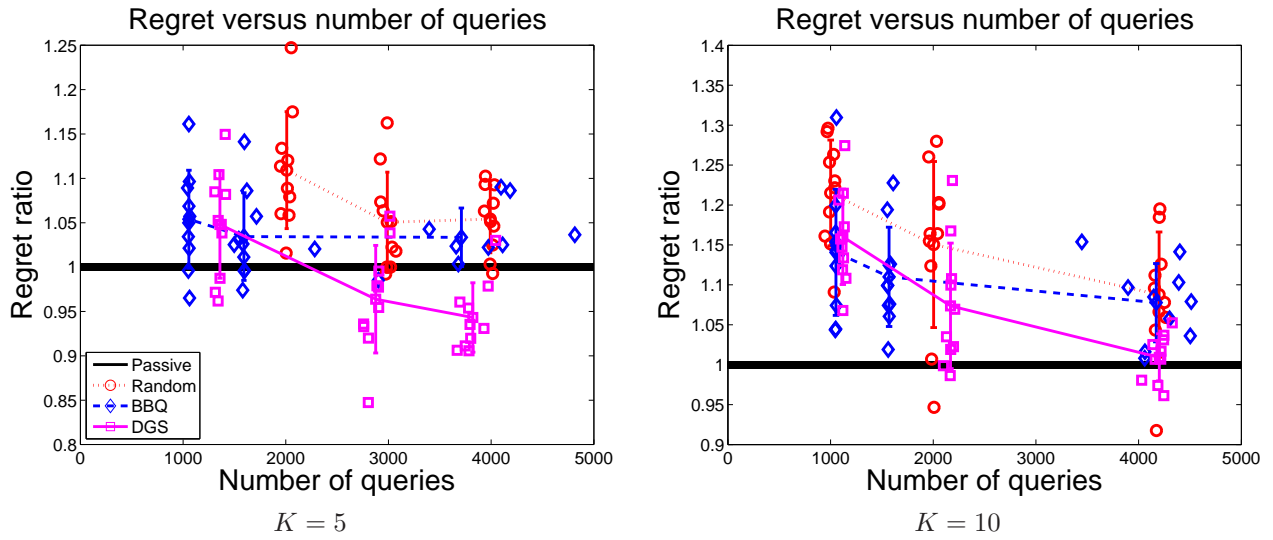 Regret versus number of queries
Regret ratio
1.25
1.2
1.15
1.1
1.05
1
0.95
0.9
0.85
0.8
Passive
Random
BBQ
DGS
0 1000 2000 3000 4000 5000
Number of queries
K = 5
Regret versus number of queries
Regret ratio
1.4
1.35
1.3
1.25
1.2
1.15
1.1
1.05
1
0.95
0.9
0 1000 2000 3000 4000 5000
Number of queries
K = 10